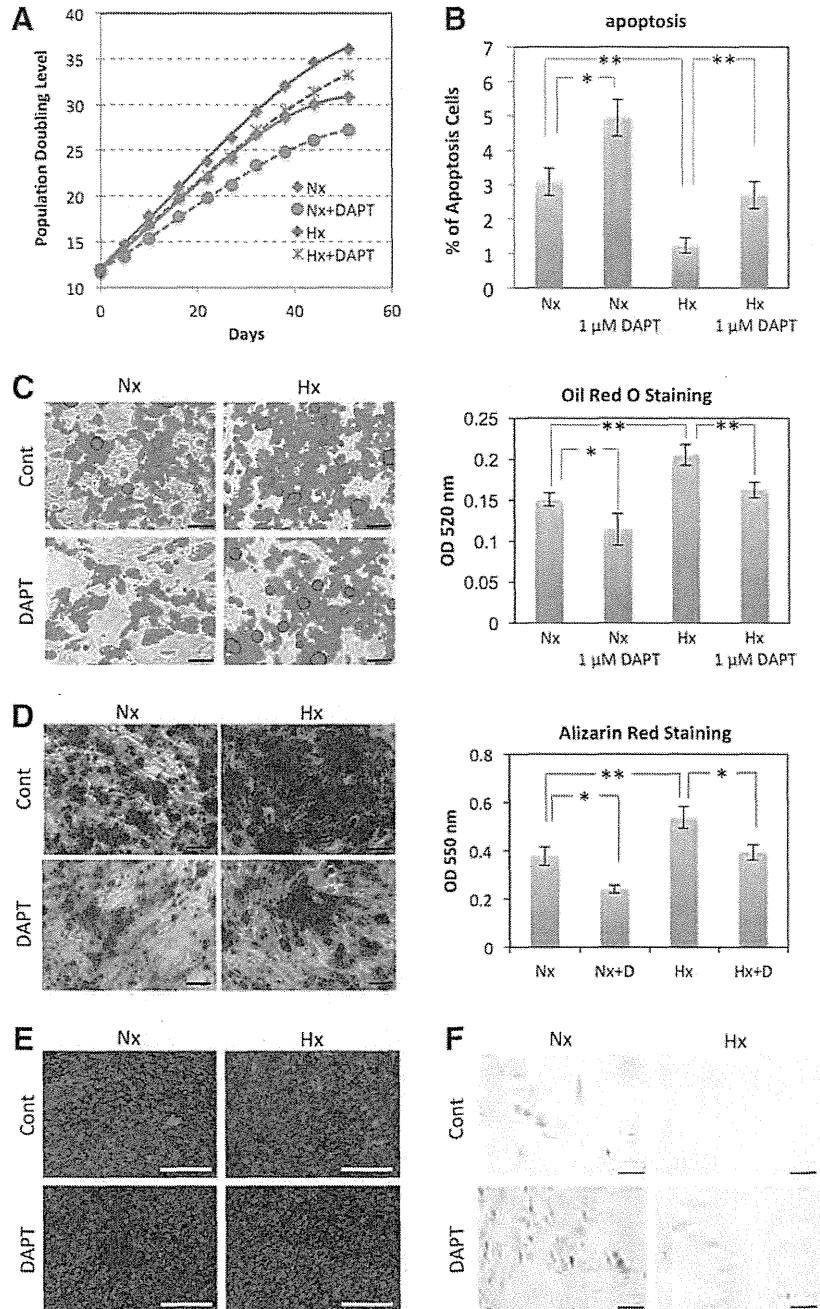 A
Population Doubling Level
40
35
30
25
20
15
10
0 20 40 60
Days
Nx
Nx+DAPT
Hx
Hx+DAPT
B
apoptosis
% of Apoptosis Cells
7
6
5
4
3
2
1
0
**
*
**
Nx Nx Hx Hx
1 µM DAPT 1 µM DAPT
C
Nx Hx
Cont
DAPT
Oil Red O Staining
OD 520 nm
0.25
0.2
0.15
0.1
0.05
0
**
*
**
Nx Nx Hx Hx
1 µM DAPT 1 µM DAPT
D
Nx Hx
Cont
DAPT
Alizarin Red Staining
OD 550 nm
0.8
0.6
0.4
0.2
0
**
*
*
Nx Nx+D Hx Hx+D
E
Nx Hx
Cont
DAPT
F
Nx Hx
Cont
DAPT